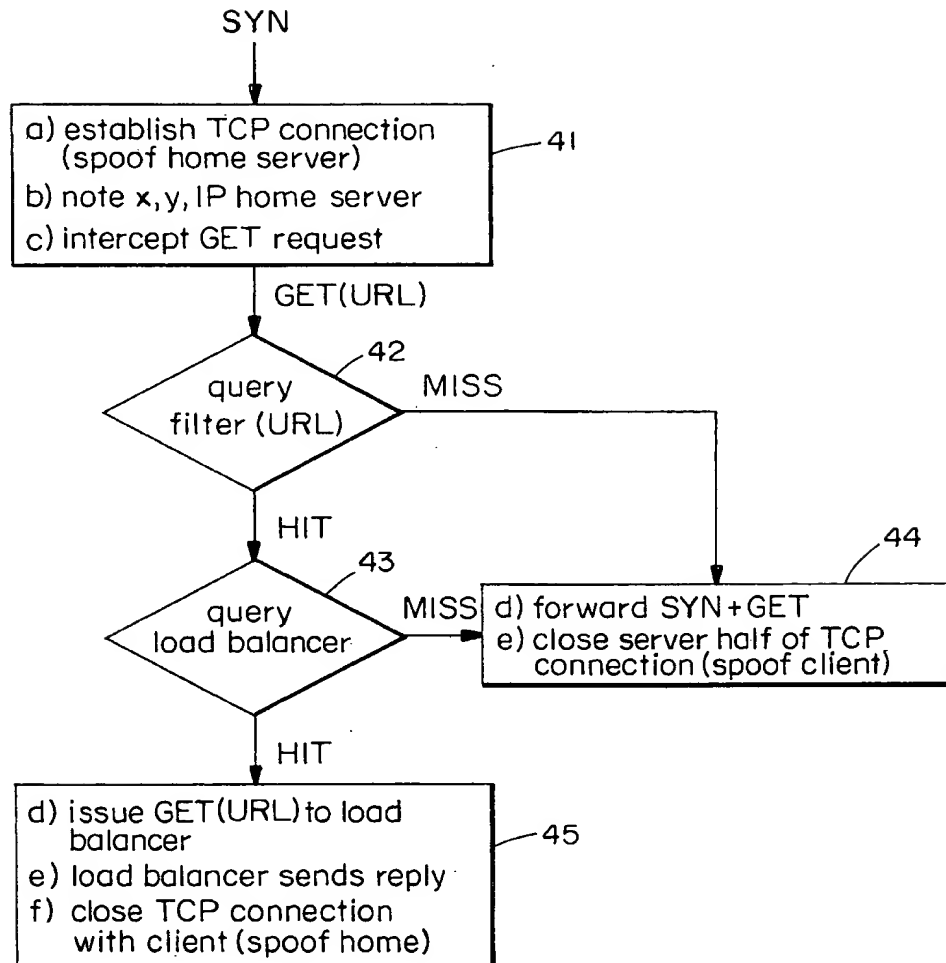 SYN
a) establish TCP connection
(spoof home server)
b) note x, y, IP home server
c) intercept GET request
41
GET(URL)
42
query
filter (URL)
MISS
HIT
43
query
load balancer
MISS
44
d) forward SYN+GET
e) close server half of TCP
connection (spoof client)
HIT
d) issue GET(URL) to load
balancer
e) load balancer sends reply
f) close TCP connection
with client (spoof home)
45